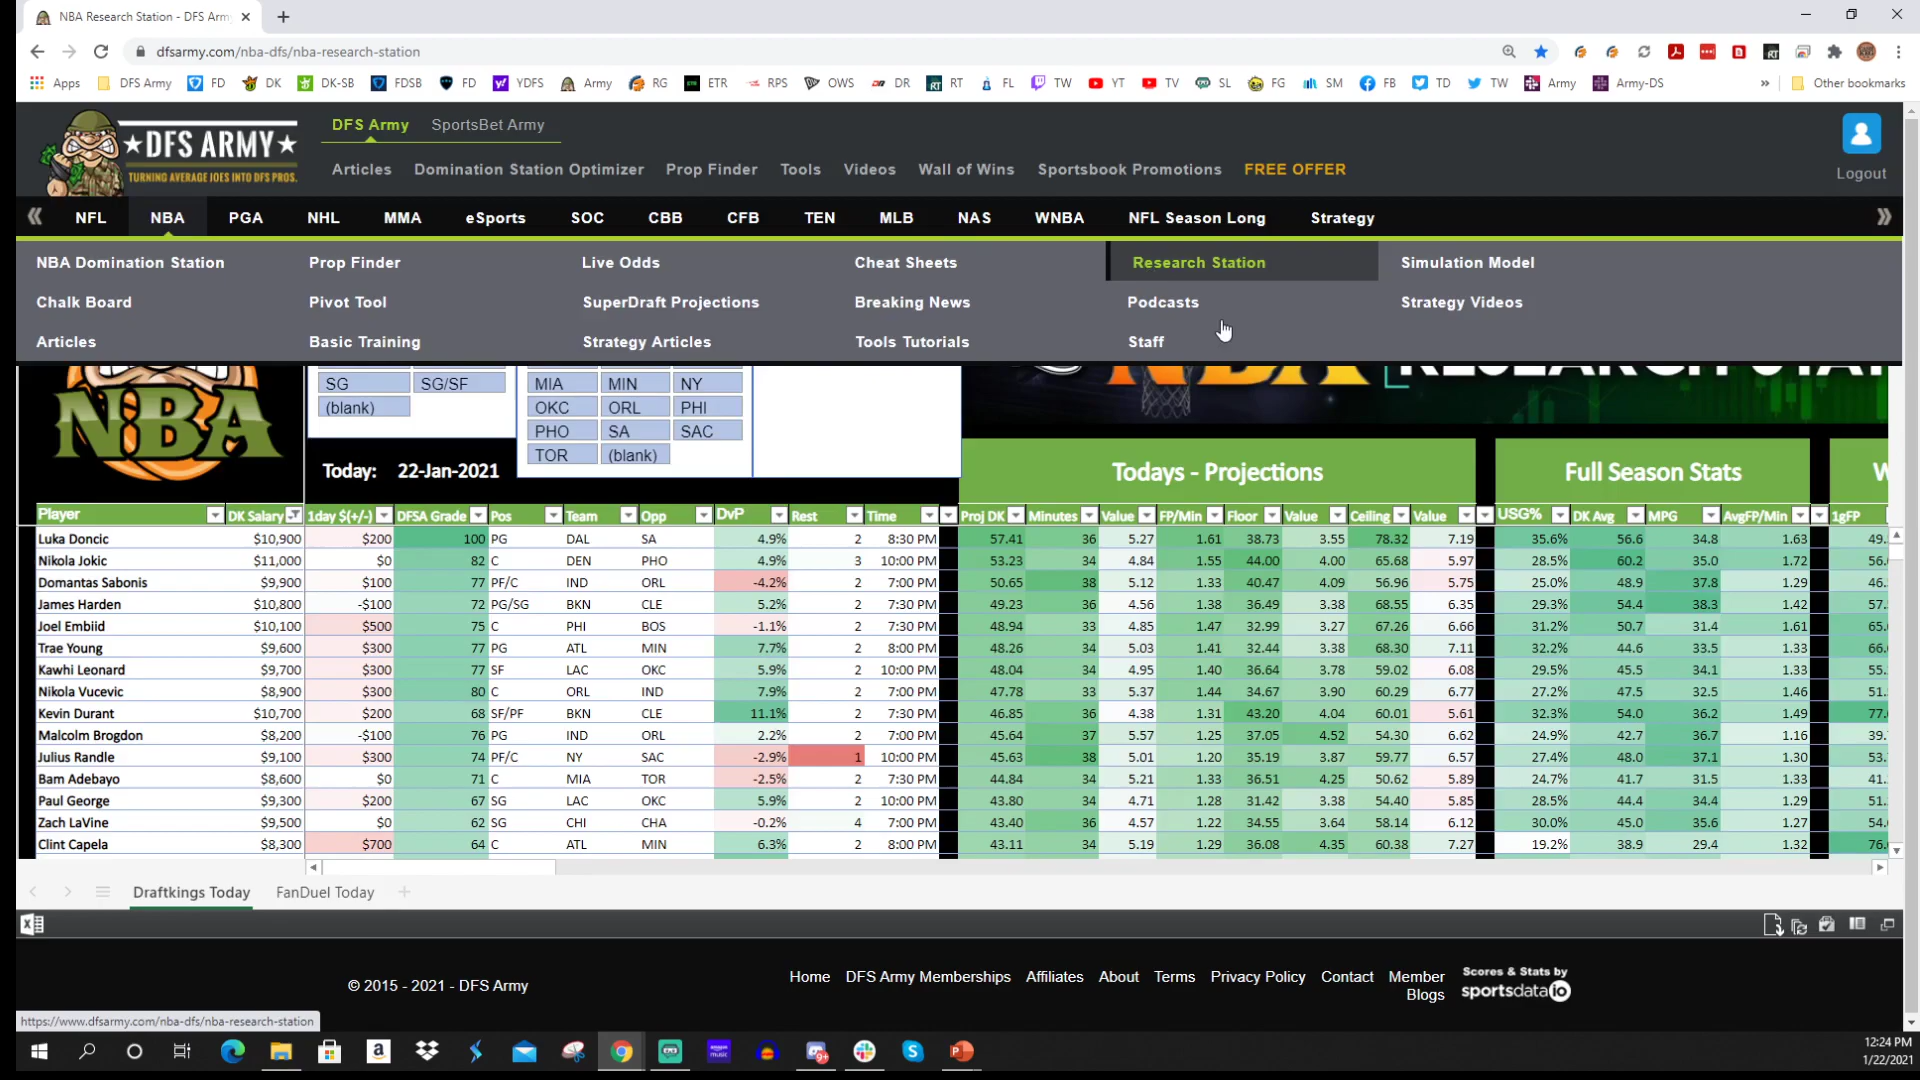 NBA Research Station - DFS Army
dfsarmy.com/nba-dfs/nba-research-station
Apps DFS Army FD DK DK-SB FDSB FD YDFS Army RG ETR RPS OWS DR RT FL TW YT TV SL FG SM FB TD TW Army Army-DS » Other bookmarks
DFS ARMY
TURNING AVERAGE JOES INTO DFS PROS.
DFS Army SportsBet Army
Articles Domination Station Optimizer Prop Finder Tools Videos Wall of Wins Sportsbook Promotions FREE OFFER
Logout
NFL NBA PGA NHL MMA eSports SOC CBB CFB TEN MLB NAS WNBA NFL Season Long Strategy
NBA Domination Station Prop Finder Live Odds Cheat Sheets Research Station Simulation Model
Chalk Board Pivot Tool SuperDraft Projections Breaking News Podcasts Strategy Videos
Articles Basic Training Strategy Articles Tools Tutorials Staff
NBA
SG SG/SF MIA MIN NY
(blank) OKC ORL PHI
PHO SA SAC
TOR (blank)
Today: 22-Jan-2021
Todays - Projections Full Season Stats
Player DK Salary 1day $(+/-) DFSA Grade Pos Team Opp DvP Rest Time Proj DK Minutes Value FP/Min Floor Value Ceiling Value USG% DK Avg MPG AvgFP/Min 1gFP
Luka Doncic $10,900 $200 100 PG DAL SA 4.9% 2 8:30 PM 57.41 36 5.27 1.61 38.73 3.55 78.32 7.19 35.6% 56.6 34.8 1.63 49.
Nikola Jokic $11,000 $0 82 C DEN PHO 4.9% 3 10:00 PM 53.23 34 4.84 1.55 44.00 4.00 65.68 5.97 28.5% 60.2 35.0 1.72 56.
Domantas Sabonis $9,900 $100 77 PF/C IND ORL -4.2% 2 7:00 PM 50.65 38 5.12 1.33 40.47 4.09 56.96 5.75 25.0% 48.9 37.8 1.29 46.
James Harden $10,800 -$100 72 PG/SG BKN CLE 5.2% 2 7:30 PM 49.23 36 4.56 1.38 36.49 3.38 68.55 6.35 29.3% 54.4 38.3 1.42 57.
Joel Embiid $10,100 $500 75 C PHI BOS -1.1% 2 7:30 PM 48.94 33 4.85 1.47 32.99 3.27 67.26 6.66 31.2% 50.7 31.4 1.61 65.
Trae Young $9,600 $300 77 PG ATL MIN 7.7% 2 8:00 PM 48.26 34 5.03 1.41 32.44 3.38 68.30 7.11 32.2% 44.6 33.5 1.33 66.
Kawhi Leonard $9,700 $300 77 SF LAC OKC 5.9% 2 10:00 PM 48.04 34 4.95 1.40 36.64 3.78 59.02 6.08 29.5% 45.5 34.1 1.33 55.
Nikola Vucevic $8,900 $300 80 C ORL IND 7.9% 2 7:00 PM 47.78 33 5.37 1.44 34.67 3.90 60.29 6.77 27.2% 47.5 32.5 1.46 51.
Kevin Durant $10,700 $200 68 SF/PF BKN CLE 11.1% 2 7:30 PM 46.85 36 4.38 1.31 43.20 4.04 60.01 5.61 32.3% 54.0 36.2 1.49 77.
Malcolm Brogdon $8,200 -$100 76 PG IND ORL 2.2% 2 7:00 PM 45.64 37 5.57 1.25 37.05 4.52 54.30 6.62 24.9% 42.7 36.7 1.16 39.
Julius Randle $9,100 $300 74 PF/C NY SAC -2.9% 1 10:00 PM 45.63 38 5.01 1.20 35.19 3.87 59.77 6.57 27.4% 48.0 37.1 1.30 53.
Bam Adebayo $8,600 $0 71 C MIA TOR -2.5% 2 7:30 PM 44.84 34 5.21 1.33 36.51 4.25 50.62 5.89 24.7% 41.7 31.5 1.33 41.
Paul George $9,300 $200 67 SG LAC OKC 5.9% 2 10:00 PM 43.80 34 4.71 1.28 31.42 3.38 54.40 5.85 28.5% 44.4 34.4 1.29 51.
Zach LaVine $9,500 $0 62 SG CHI CHA -0.2% 4 7:00 PM 43.40 36 4.57 1.22 34.55 3.64 58.14 6.12 30.0% 45.0 35.6 1.27 54.
Clint Capela $8,300 $700 64 C ATL MIN 6.3% 2 8:00 PM 43.11 34 5.19 1.29 36.08 4.35 60.38 7.27 19.2% 38.9 29.4 1.32 76.
Draftkings Today FanDuel Today
© 2015 - 2021 - DFS Army
Home DFS Army Memberships Affiliates About Terms Privacy Policy Contact Member Blogs
Scores & Stats by
sportsdataio
https://www.dfsarmy.com/nba-dfs/nba-research-station
12:24 PM
1/22/2021